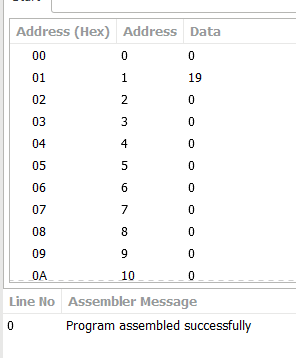 Address (Hex) Address Data
00 0 0
01 1 19
02 2 0
03 3 0
04 4 0
05 5 0
06 6 0
07 7 0
08 8 0
09 9 0
0A 10 0
Line No Assembler Message
0 Program assembled successfully